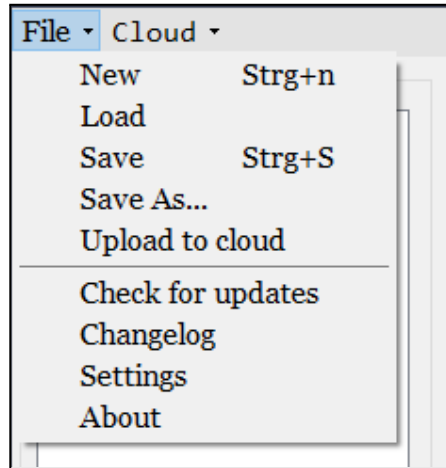 File Cloud
New Strg+n
Load
Save Strg+S
Save As...
Upload to cloud
Check for updates
Changelog
Settings
About